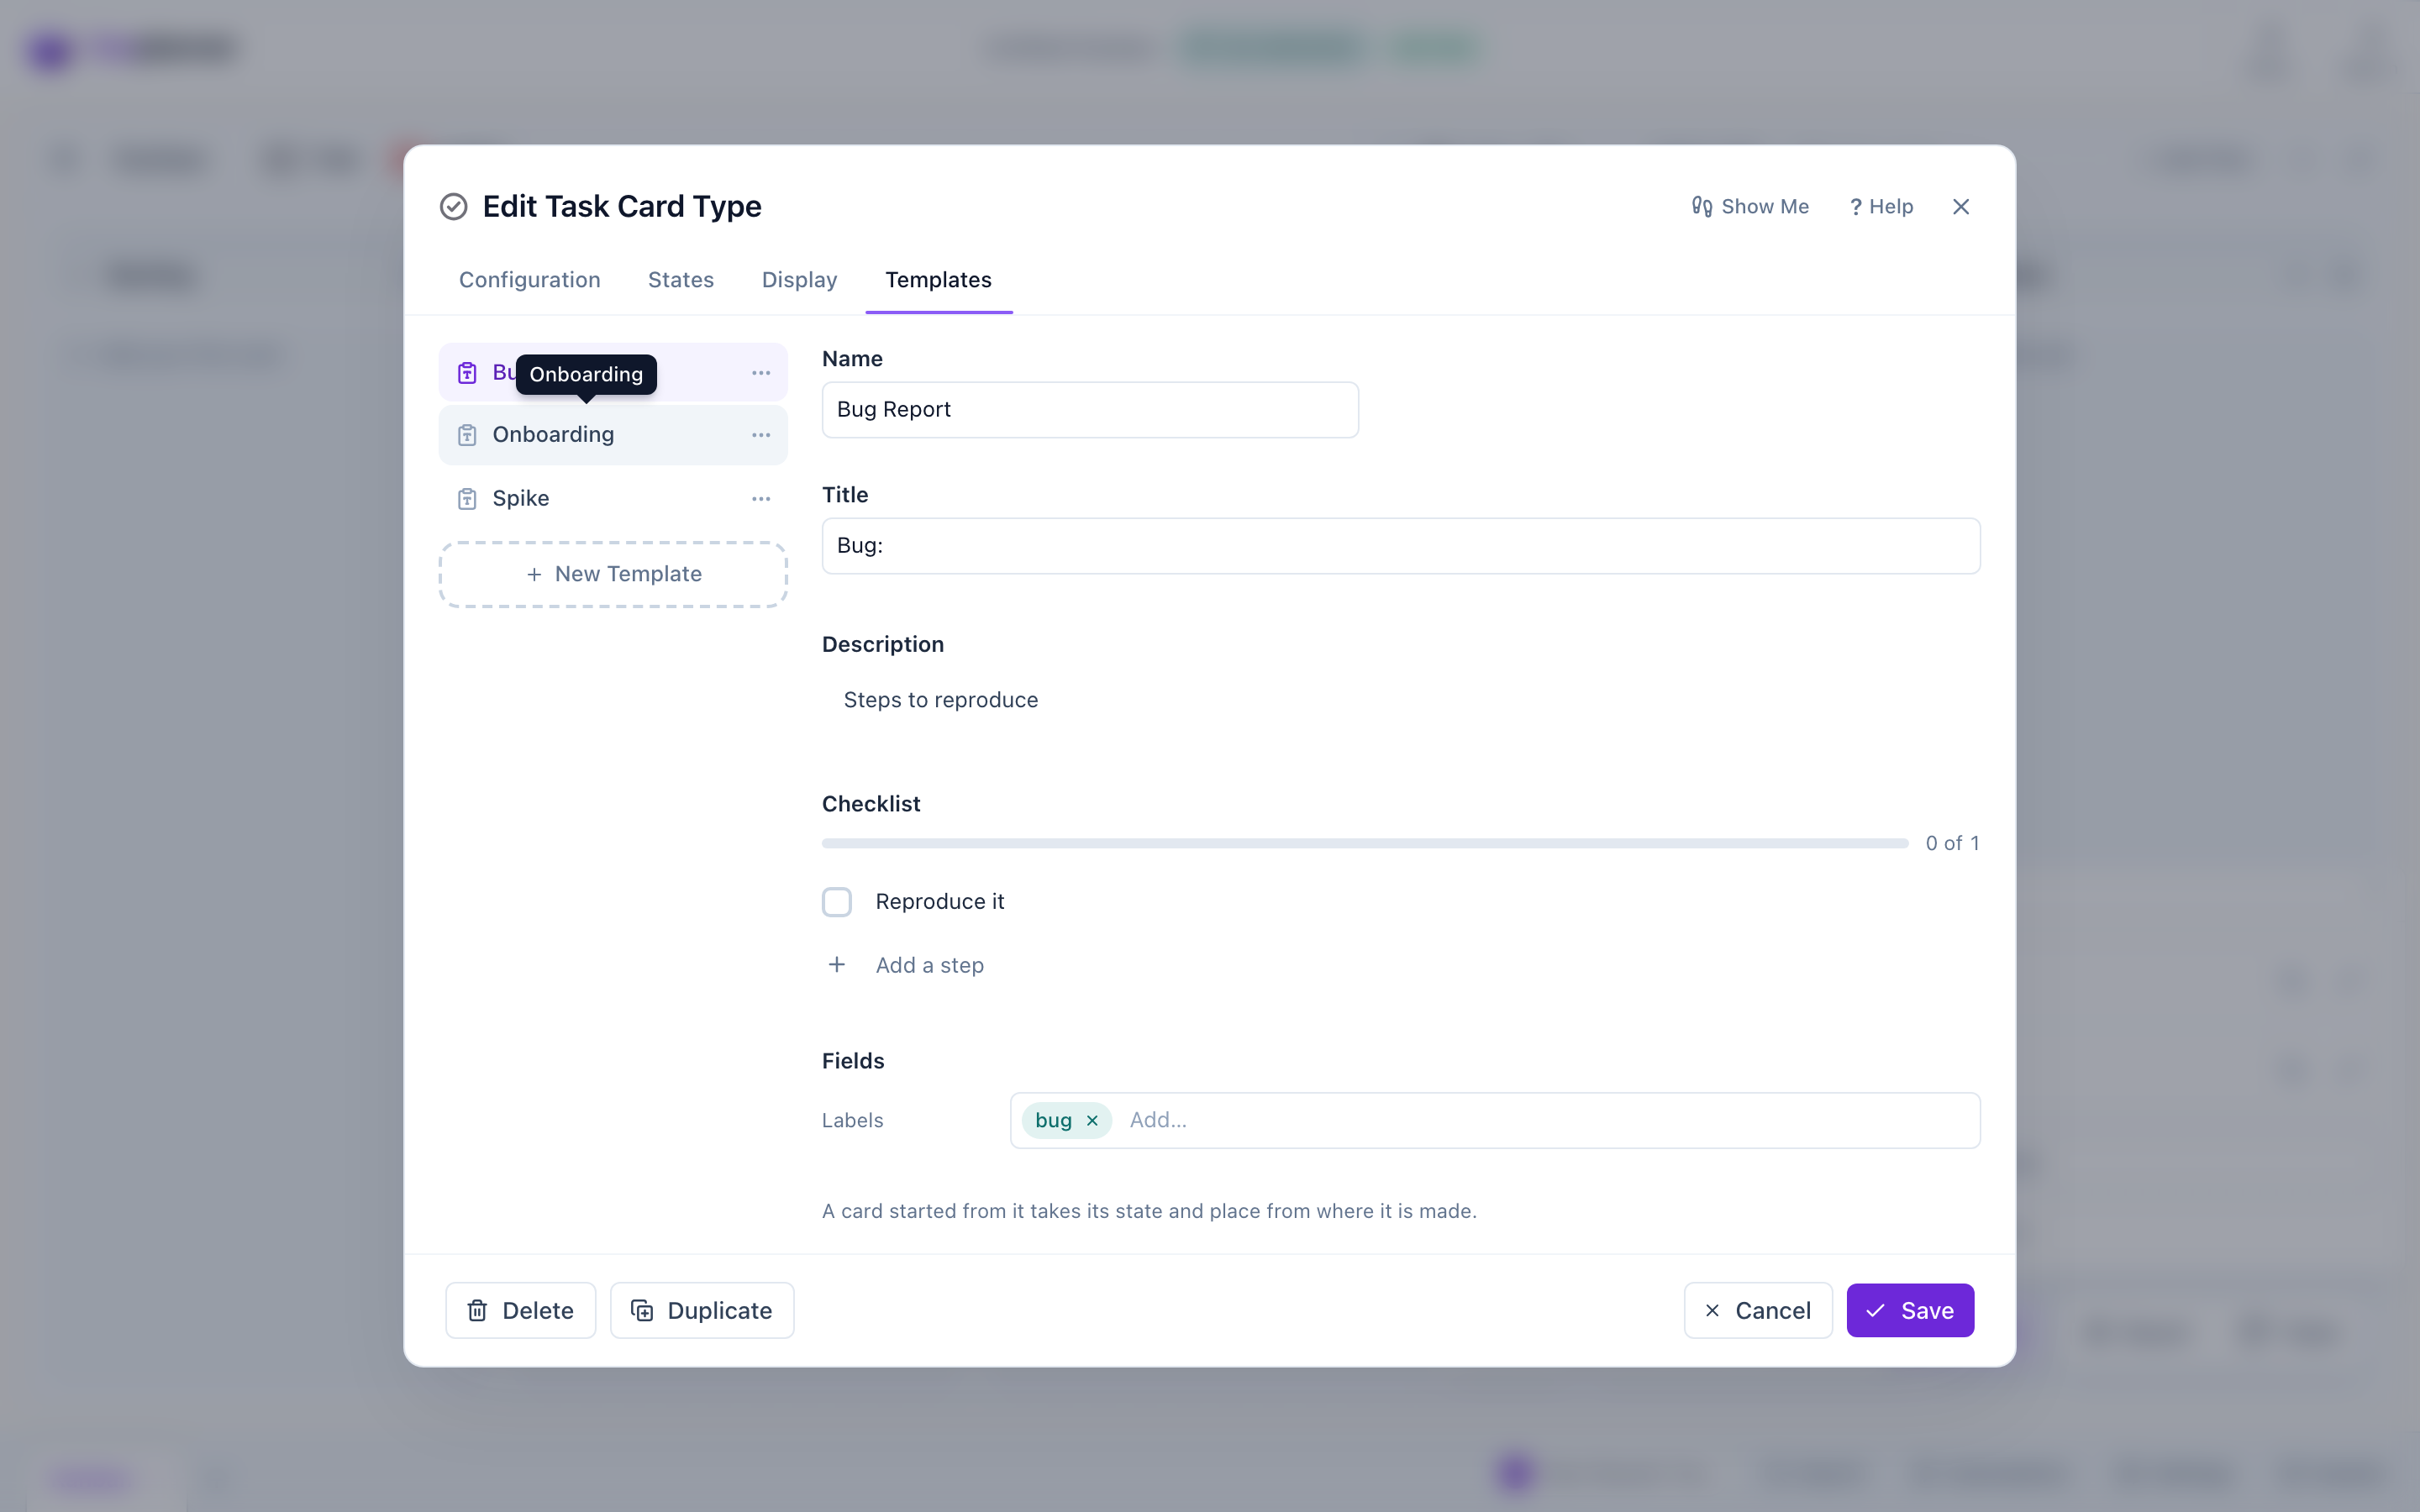 Edit Task Card Type
Show Me
? Help
Configuration
States
Display
Templates
Onboarding
Onboarding
Spike
+ New Template
Name
Bug Report
Title
Bug:
Description
Steps to reproduce
Checklist
0 of 1
Reproduce it
+ Add a step
Fields
Labels
bug
Add...
A card started from it takes its state and place from where it is made.
Delete
Duplicate
Cancel
Save